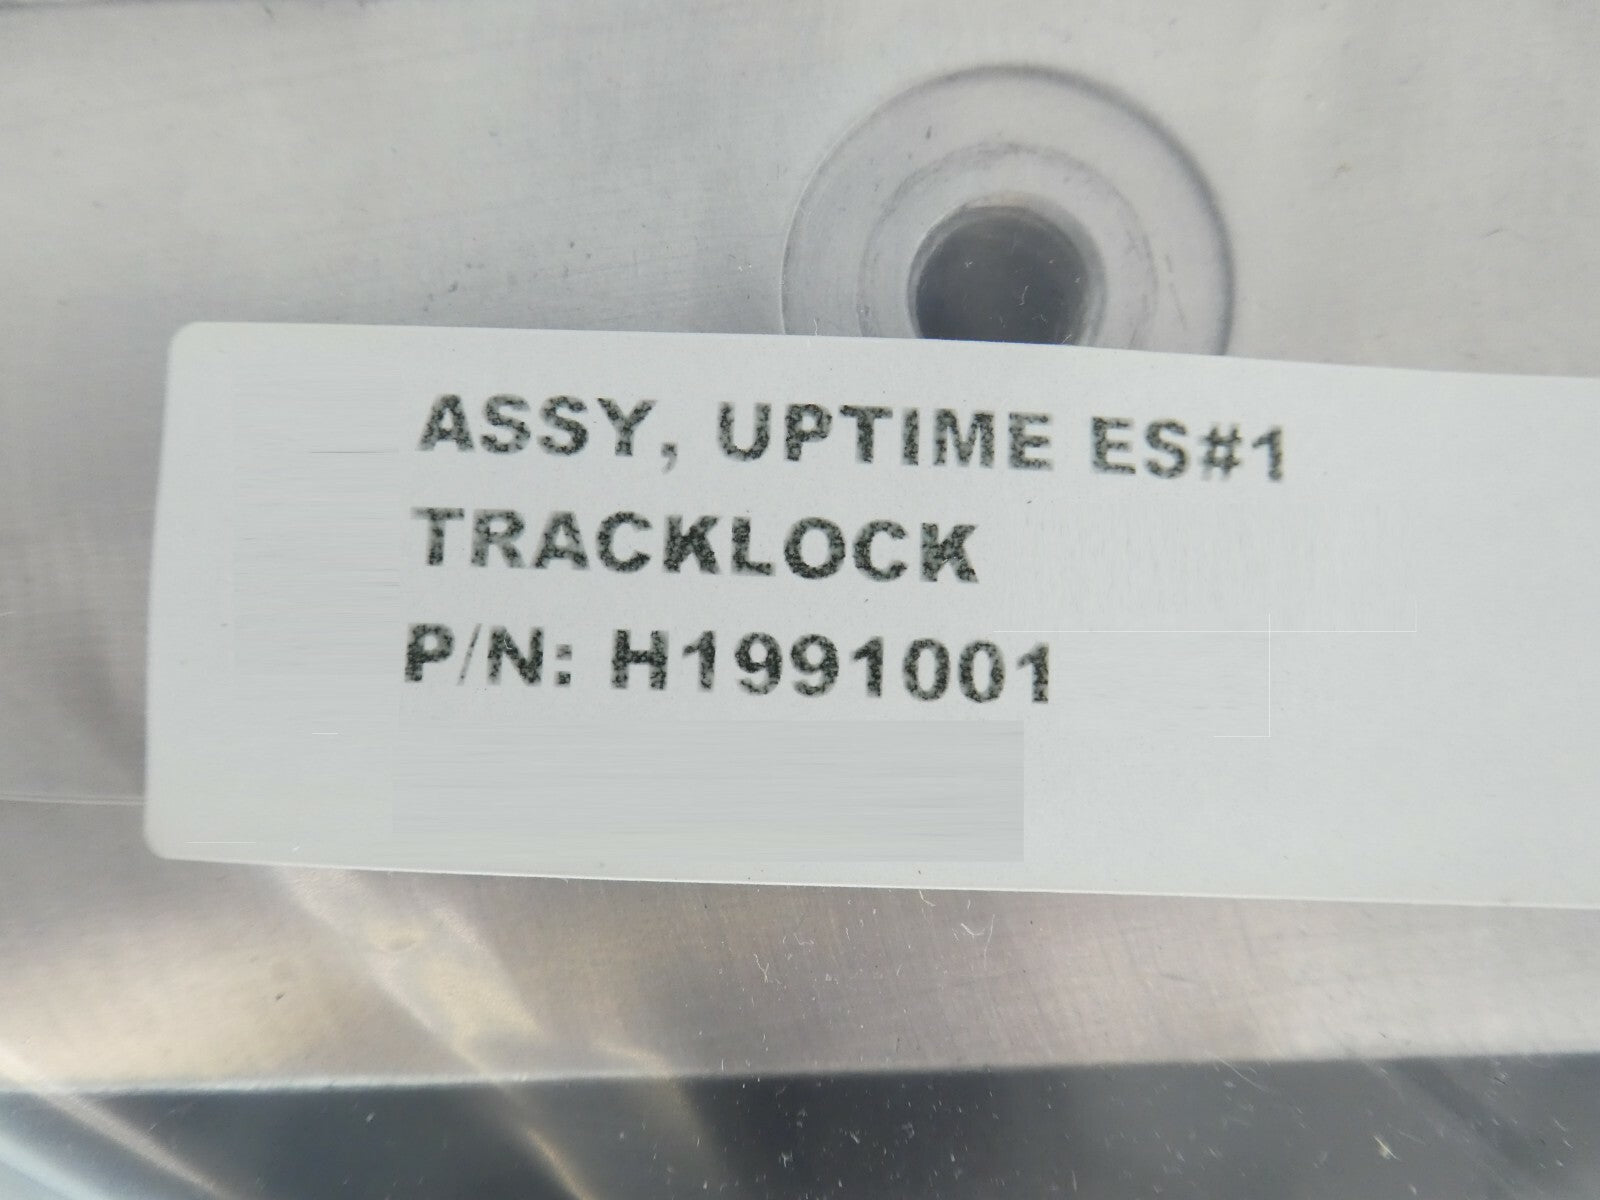 ASSY, UPTIME ES#1
TRACKLOCK
P/N: H1991001